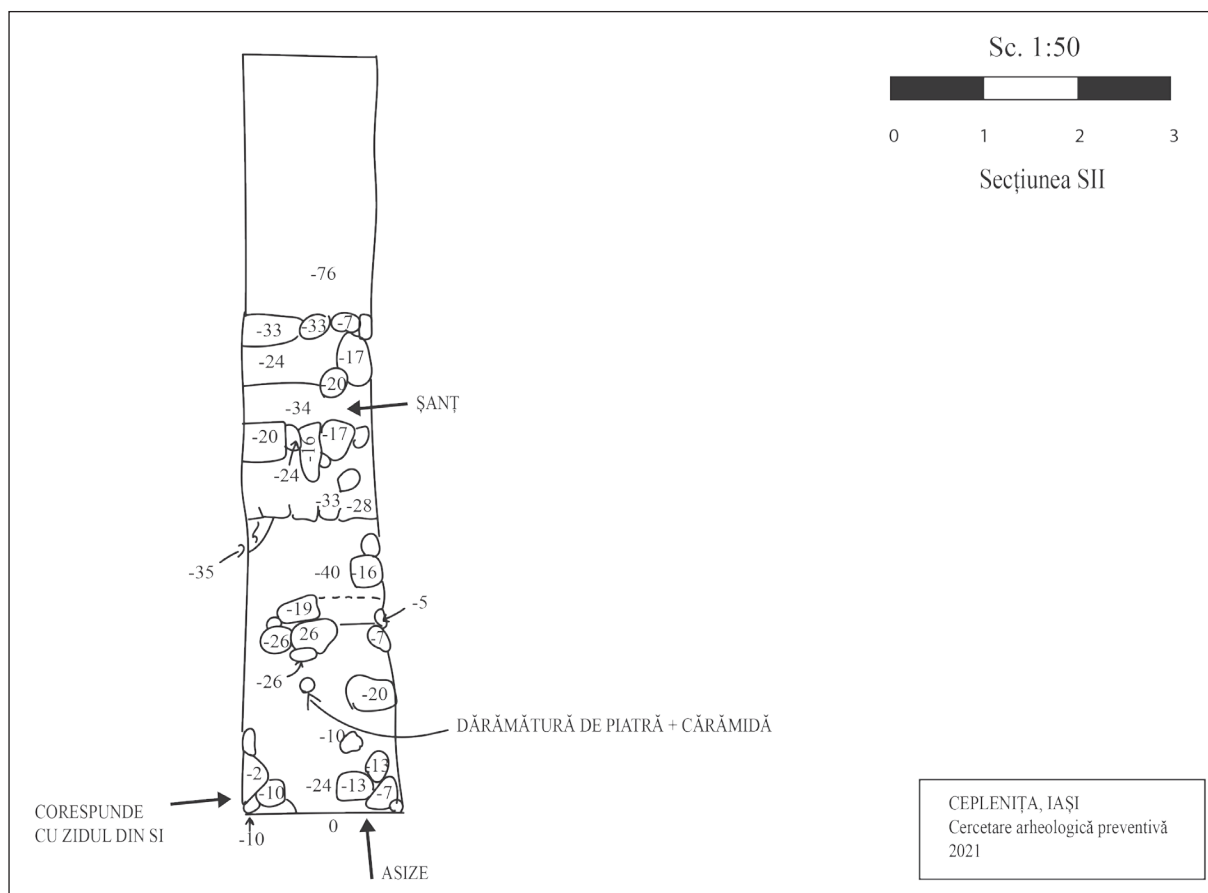 Sc. 1:50
0 1 2 3
Secțiunea SII
-76
-33 -33 -7
-24 -17
-20
-34 ȘANȚ
-20 -16 -17
-24
-33 -28
-35
-40 -16
-19 -5
-26 26 -7
-26
-20
DĂRĂMĂTURĂ DE PIATRĂ + CĂRĂMIDĂ
-10
-13
-2
-10 -24 -13 -7
CORESPUNDE
CU ZIDUL DIN SI
-10 0
ASIZE
CEPLENIȚA, IAȘI
Cercetare arheologică preventivă
2021